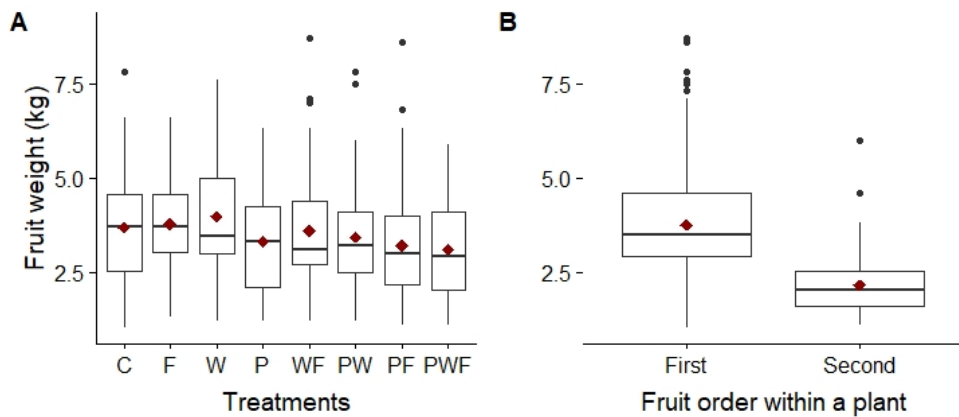 A
Fruit weight (kg)
7.5
5.0
2.5
C F W P WF PW PF PWF
Treatments
B
7.5
5.0
2.5
First Second
Fruit order within a plant